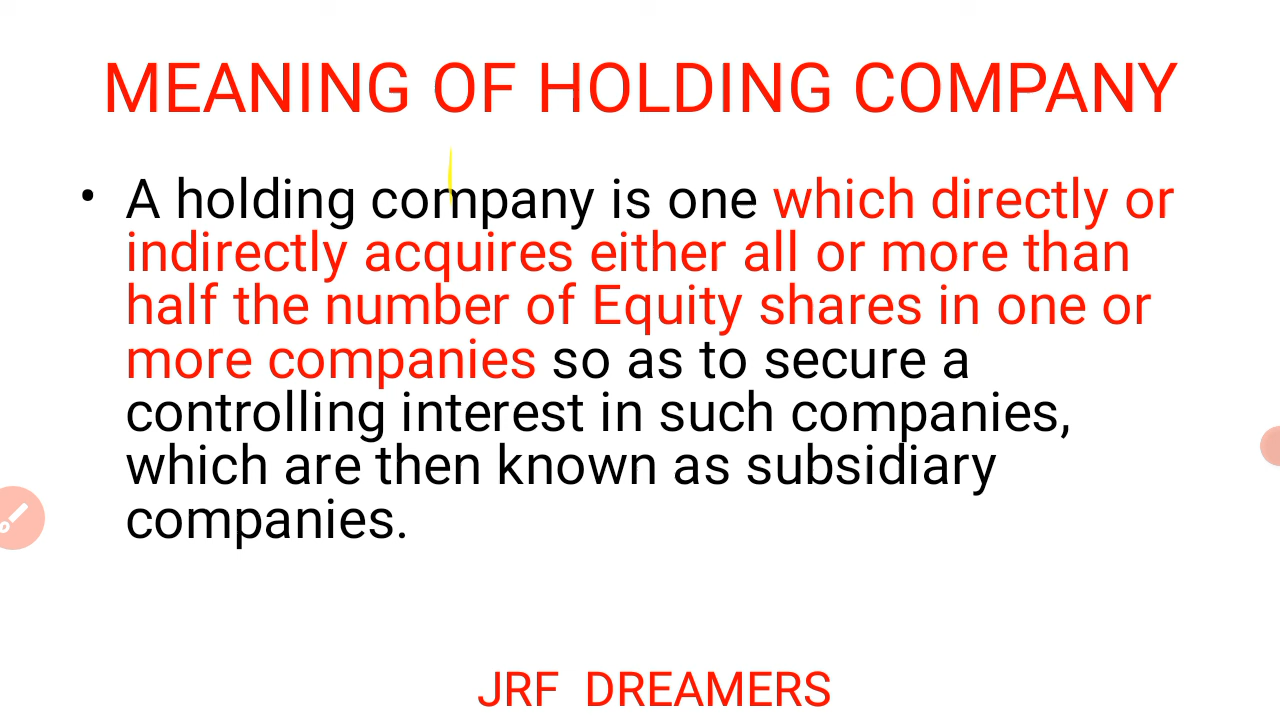 MEANING OF HOLDING COMPANY
• A holding company is one which directly or
indirectly acquires either all or more than
half the number of Equity shares in one or
more companies so as to secure a
controlling interest in such companies,
which are then known as subsidiary
companies.
JRF DREAMERS